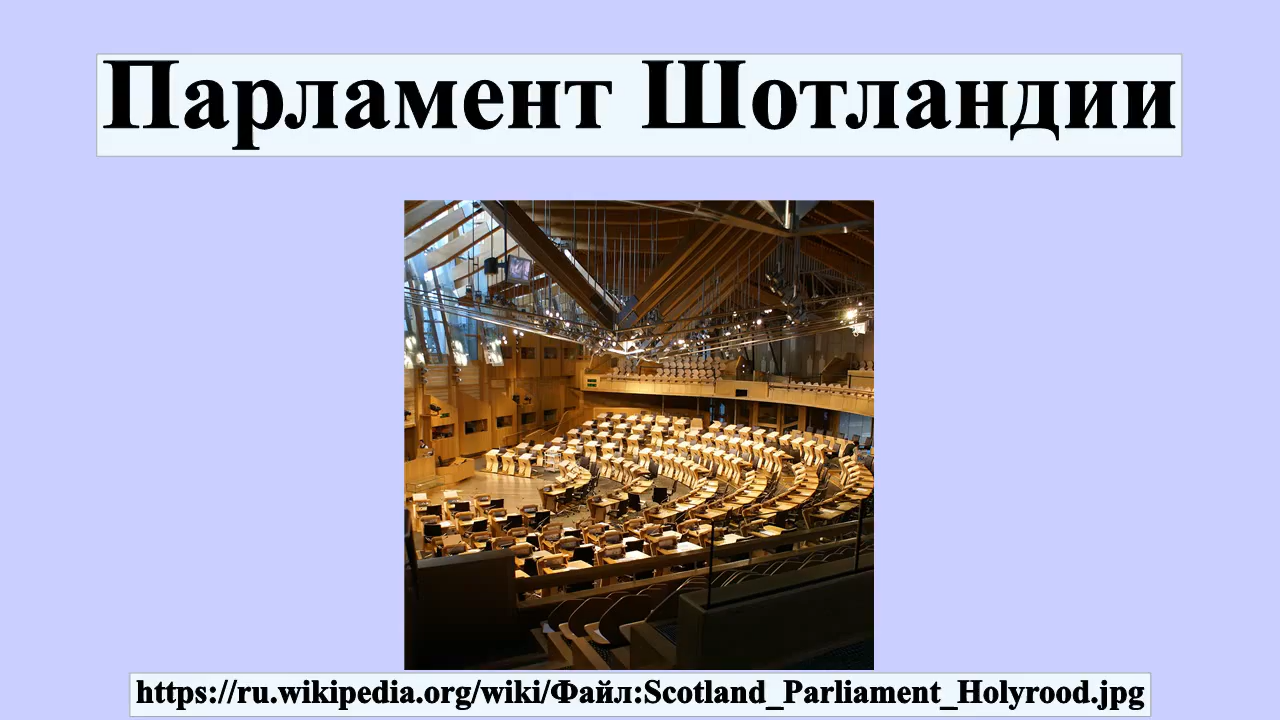 Парламент Шотландии
https://ru.wikipedia.org/wiki/Файл:Scotland_Parliament_Holyrood.jpg